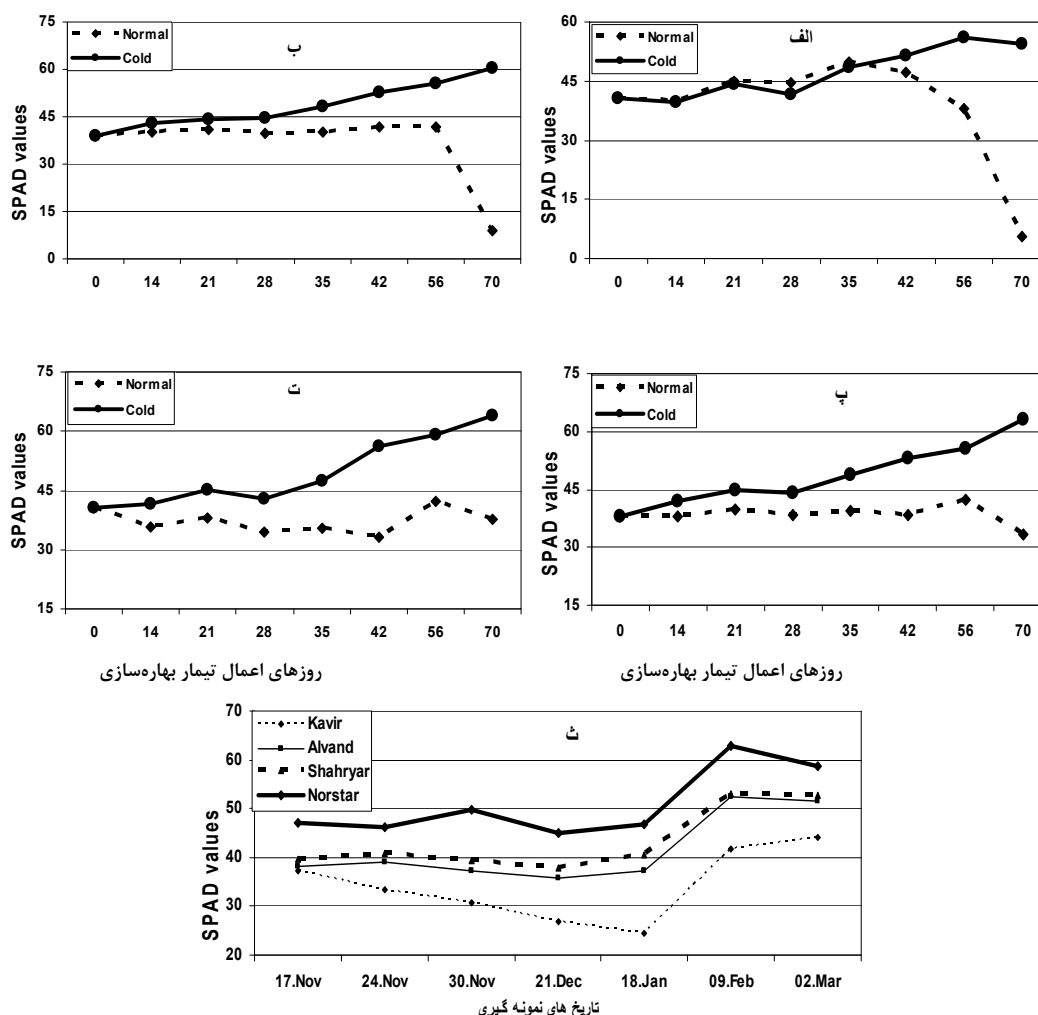 الف
Normal
Cold
SPAD values
60
45
30
15
0
0 14 21 28 35 42 56 70
ب
Normal
Cold
SPAD values
75
60
45
30
15
0
0 14 21 28 35 42 56 70
پ
Normal
Cold
SPAD values
75
60
45
30
15
0 14 21 28 35 42 56 70
روزهای اعمال تیمار بهاره‌سازی
ت
Normal
Cold
SPAD values
75
60
45
30
15
0 14 21 28 35 42 56 70
روزهای اعمال تیمار بهاره‌سازی
ث
Kavir
Alvand
Shahryar
Norstar
SPAD values
70
60
50
40
30
20
17.Nov 24.Nov 30.Nov 21.Dec 18.Jan 09.Feb 02.Mar
تاریخ های نمونه گیری